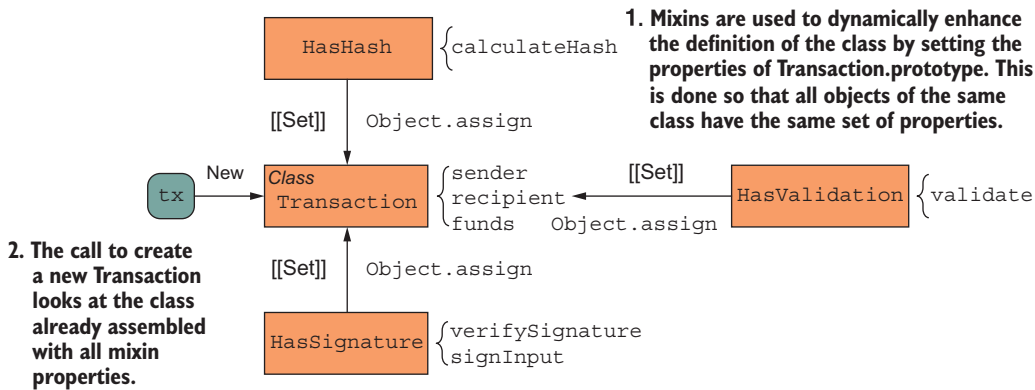 1. Mixins are used to dynamically enhance
the definition of the class by setting the
properties of Transaction.prototype. This
is done so that all objects of the same
class have the same set of properties.
HasHash
calculateHash
[[Set]]
Object.assign
tx
New
Class
Transaction
sender
recipient
funds
[[Set]]
Object.assign
HasValidation
validate
2. The call to create
a new Transaction
looks at the class
already assembled
with all mixin
properties.
[[Set]]
Object.assign
HasSignature
verifySignature
signInput